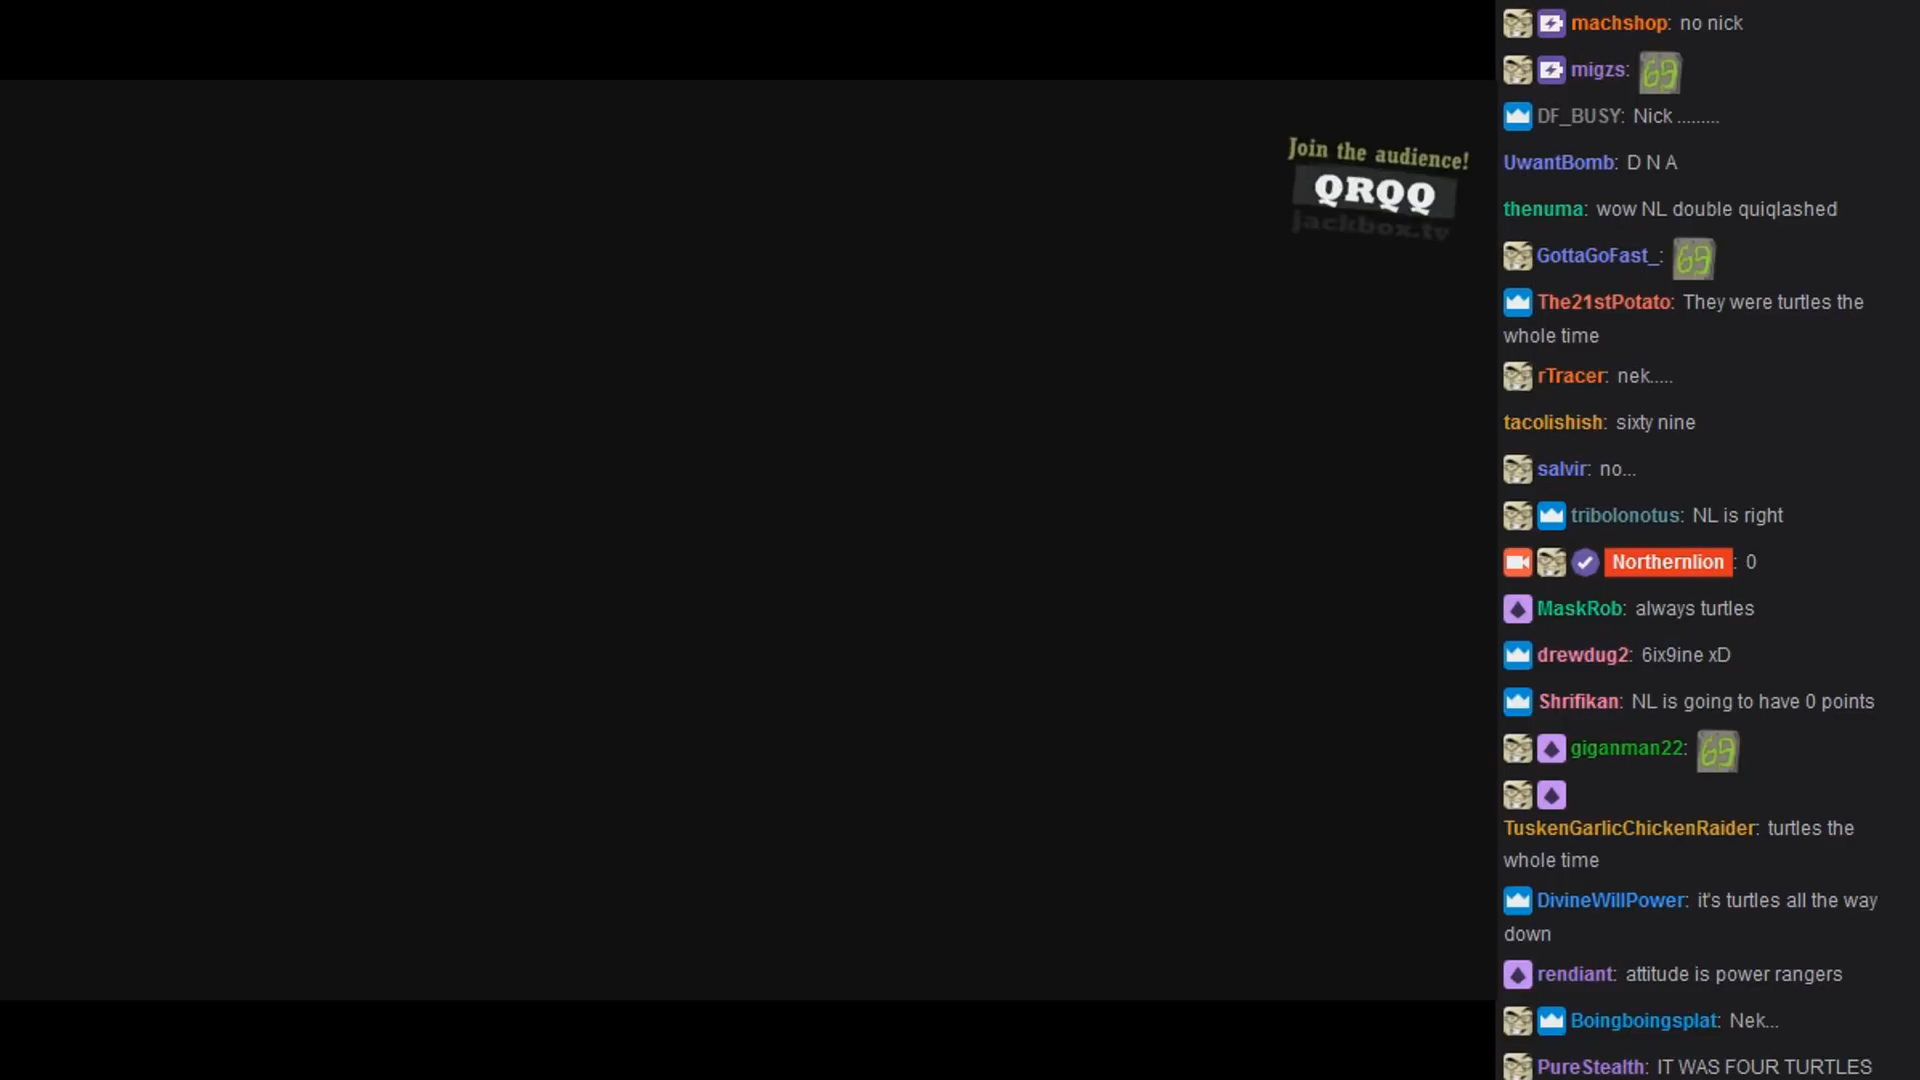 Join the audience!
QRQQ
jackbox.tv
machshop: no nick
migzs: 69
DF_BUSY: Nick .........
UwantBomb: D N A
thenuma: wow NL double quiqlashed
GottaGoFast_: 69
The21stPotato: They were turtles the
whole time
rTracer: nek.....
tacolishish: sixty nine
salvir: no...
tribolonotus: NL is right
Northernlion: 0
MaskRob: always turtles
drewdug2: 6ix9ine xD
Shrifikan: NL is going to have 0 points
giganman22: 69
TuskenGarlicChickenRaider: turtles the
whole time
DivineWillPower: it's turtles all the way
down
rendiant: attitude is power rangers
Boingboingsplat: Nek...
PureStealth: IT WAS FOUR TURTLES